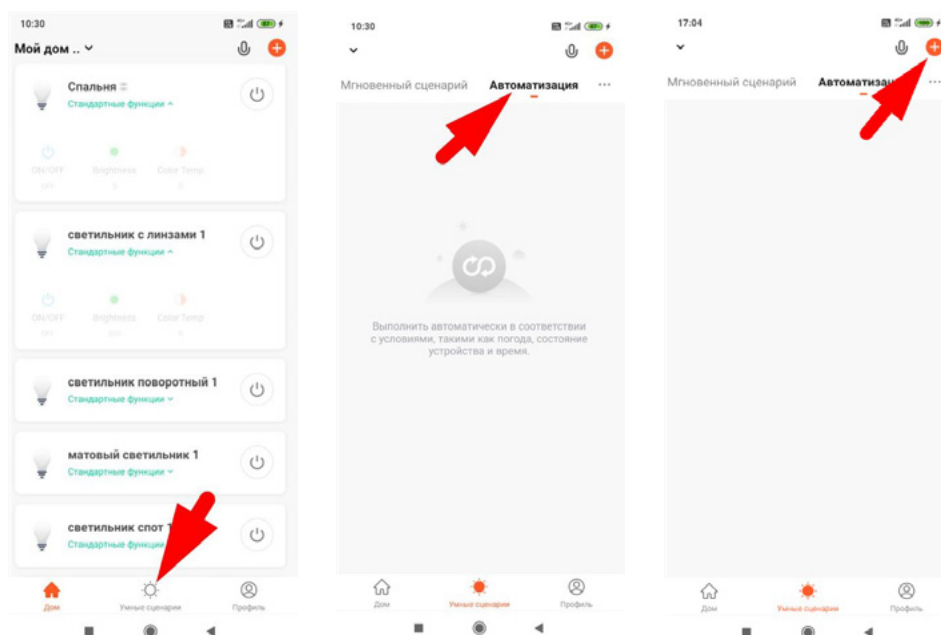 10:30
Мой дом ..
Спальня
Стандартные функции
ON/OFF
Brightness
Color Temp
светильник с линзами 1
Стандартные функции
ON/OFF
Brightness
Color Temp
светильник поворотный 1
Стандартные функции
матовый светильник 1
Стандартные функции
светильник спот 1
Стандартные функции
Дом
Умные сценарии
Профиль
10:30
Мгновенный сценарий
Автоматизация
Выполнить автоматически в соответствии
с условиями, такими как погода, состояние
устройства и время.
Дом
Умные сценарии
Профиль
17:04
Мгновенный сценарий
Дом
Умные сценарии
Профиль